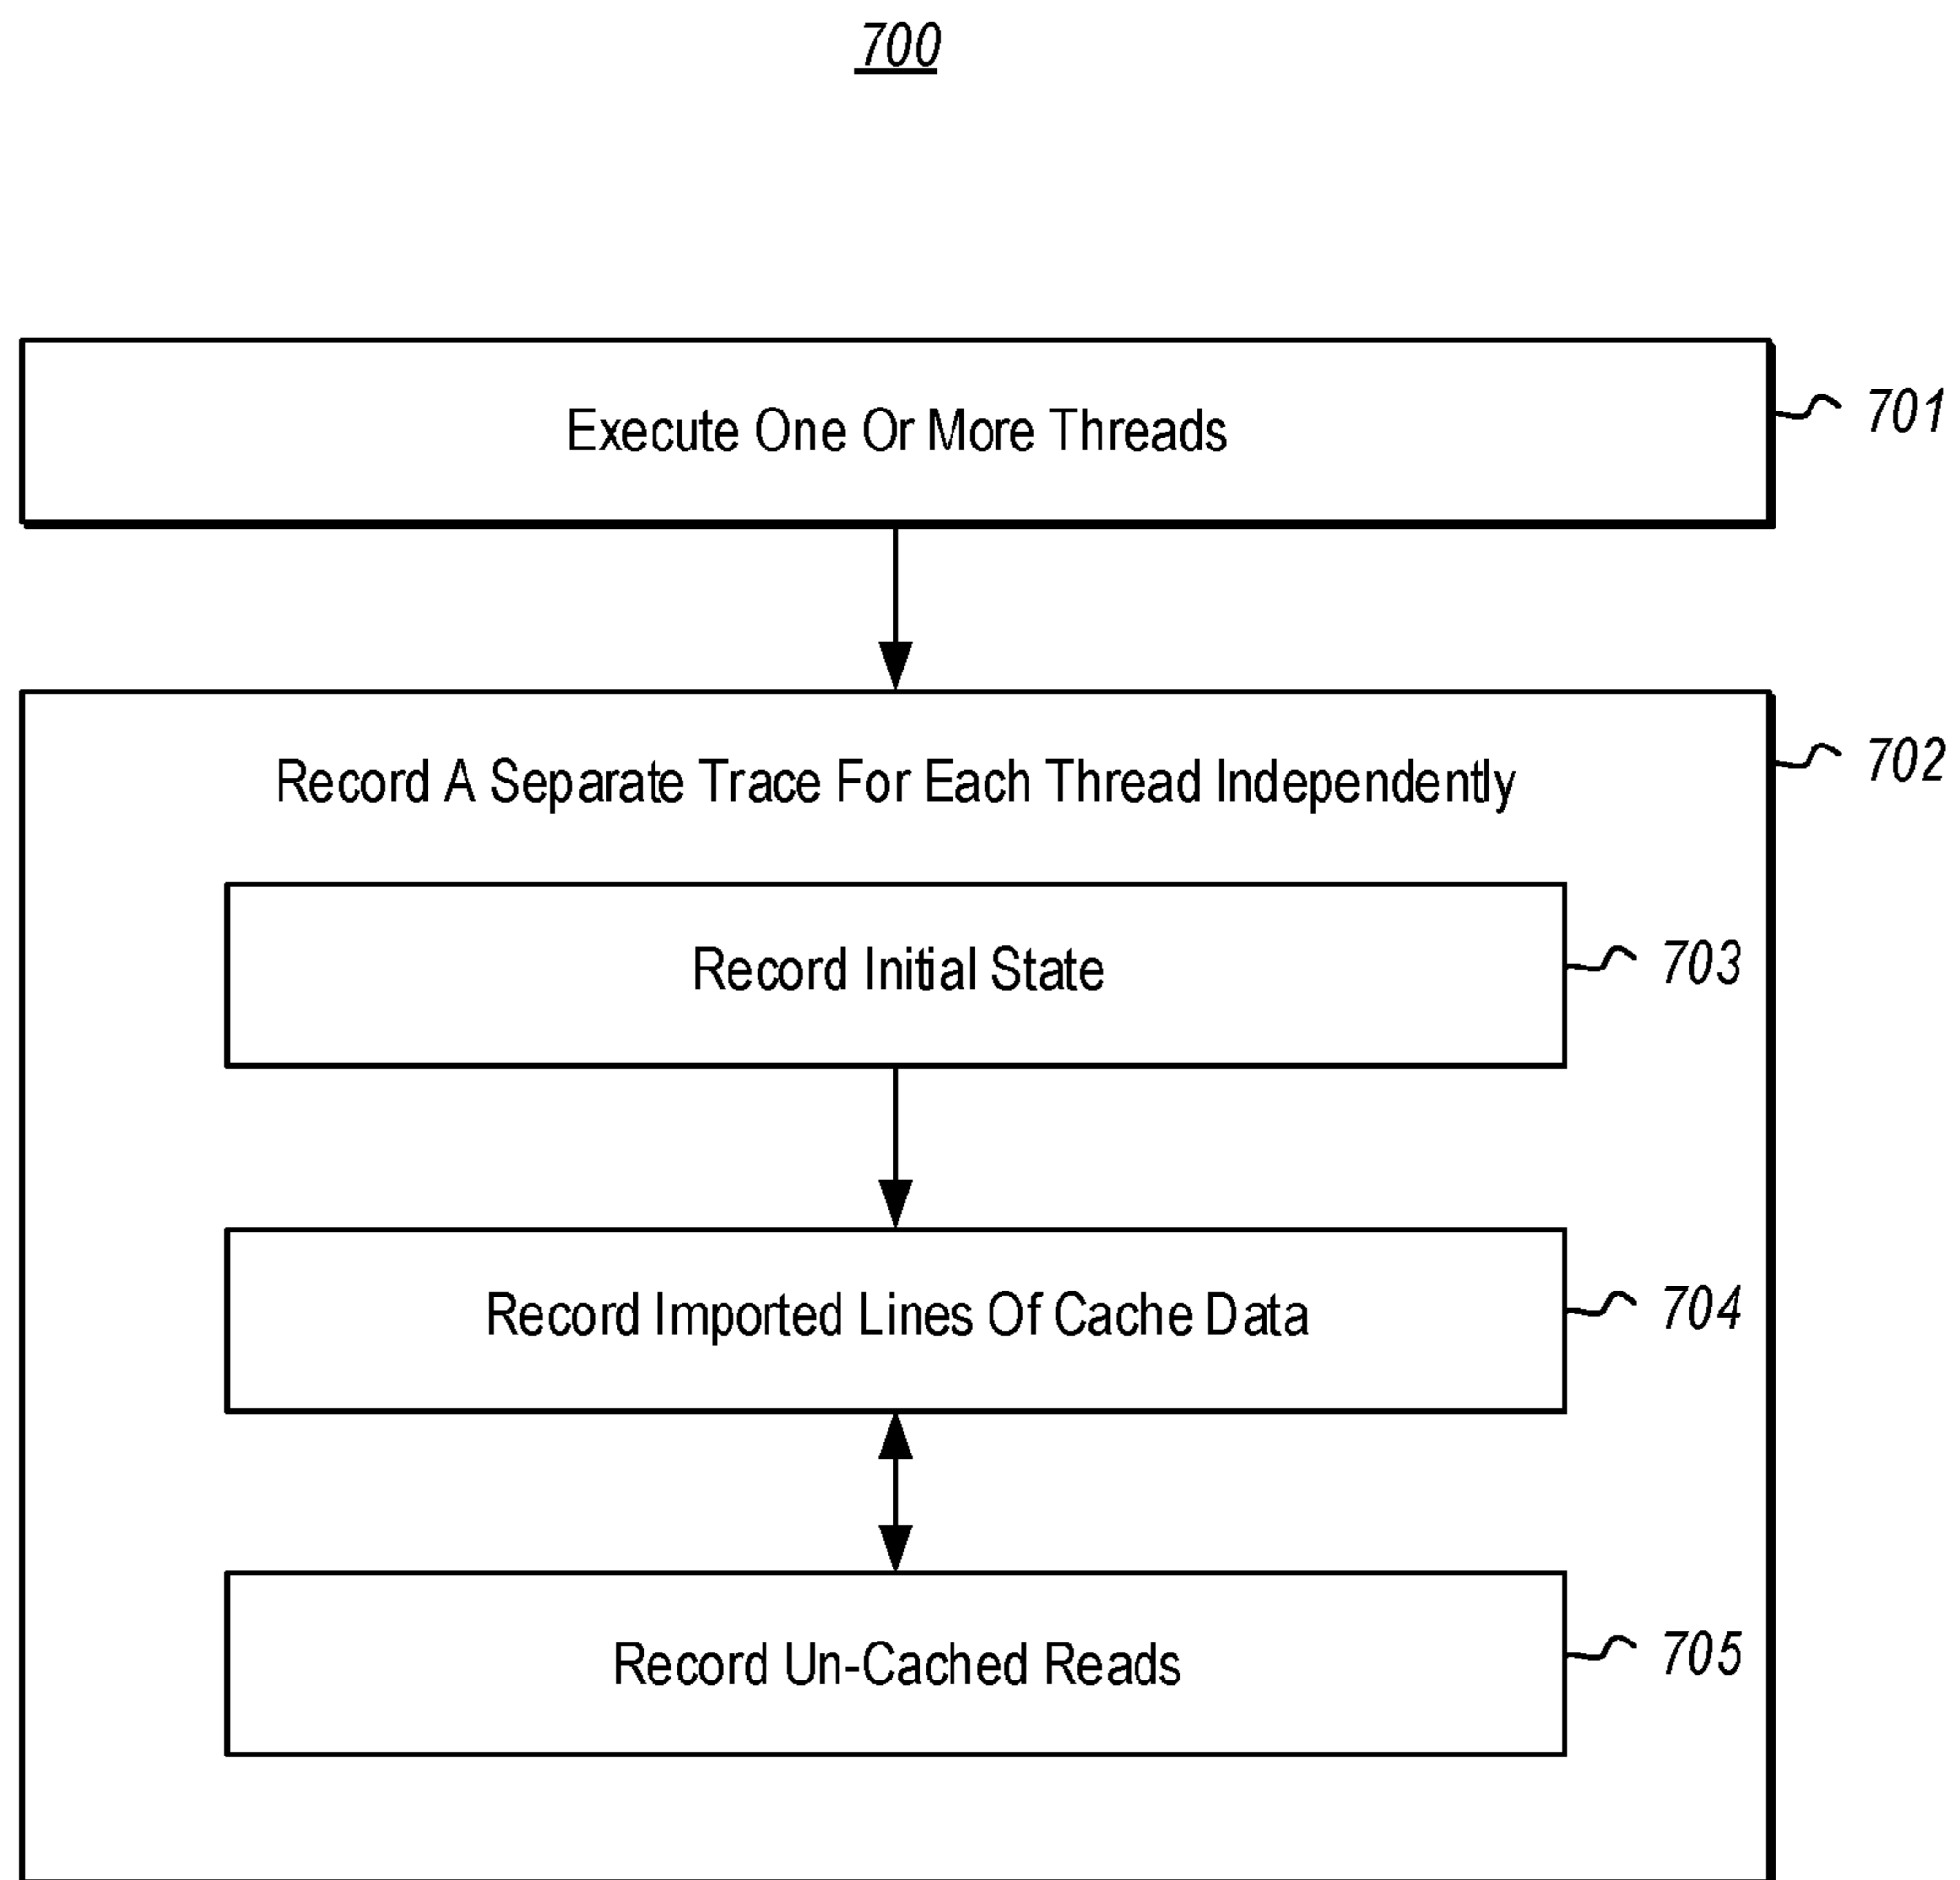 700
Execute One Or More Threads
701
Record A Separate Trace For Each Thread Independently
702
Record Initial State
703
Record Imported Lines Of Cache Data
704
Record Un-Cached Reads
705